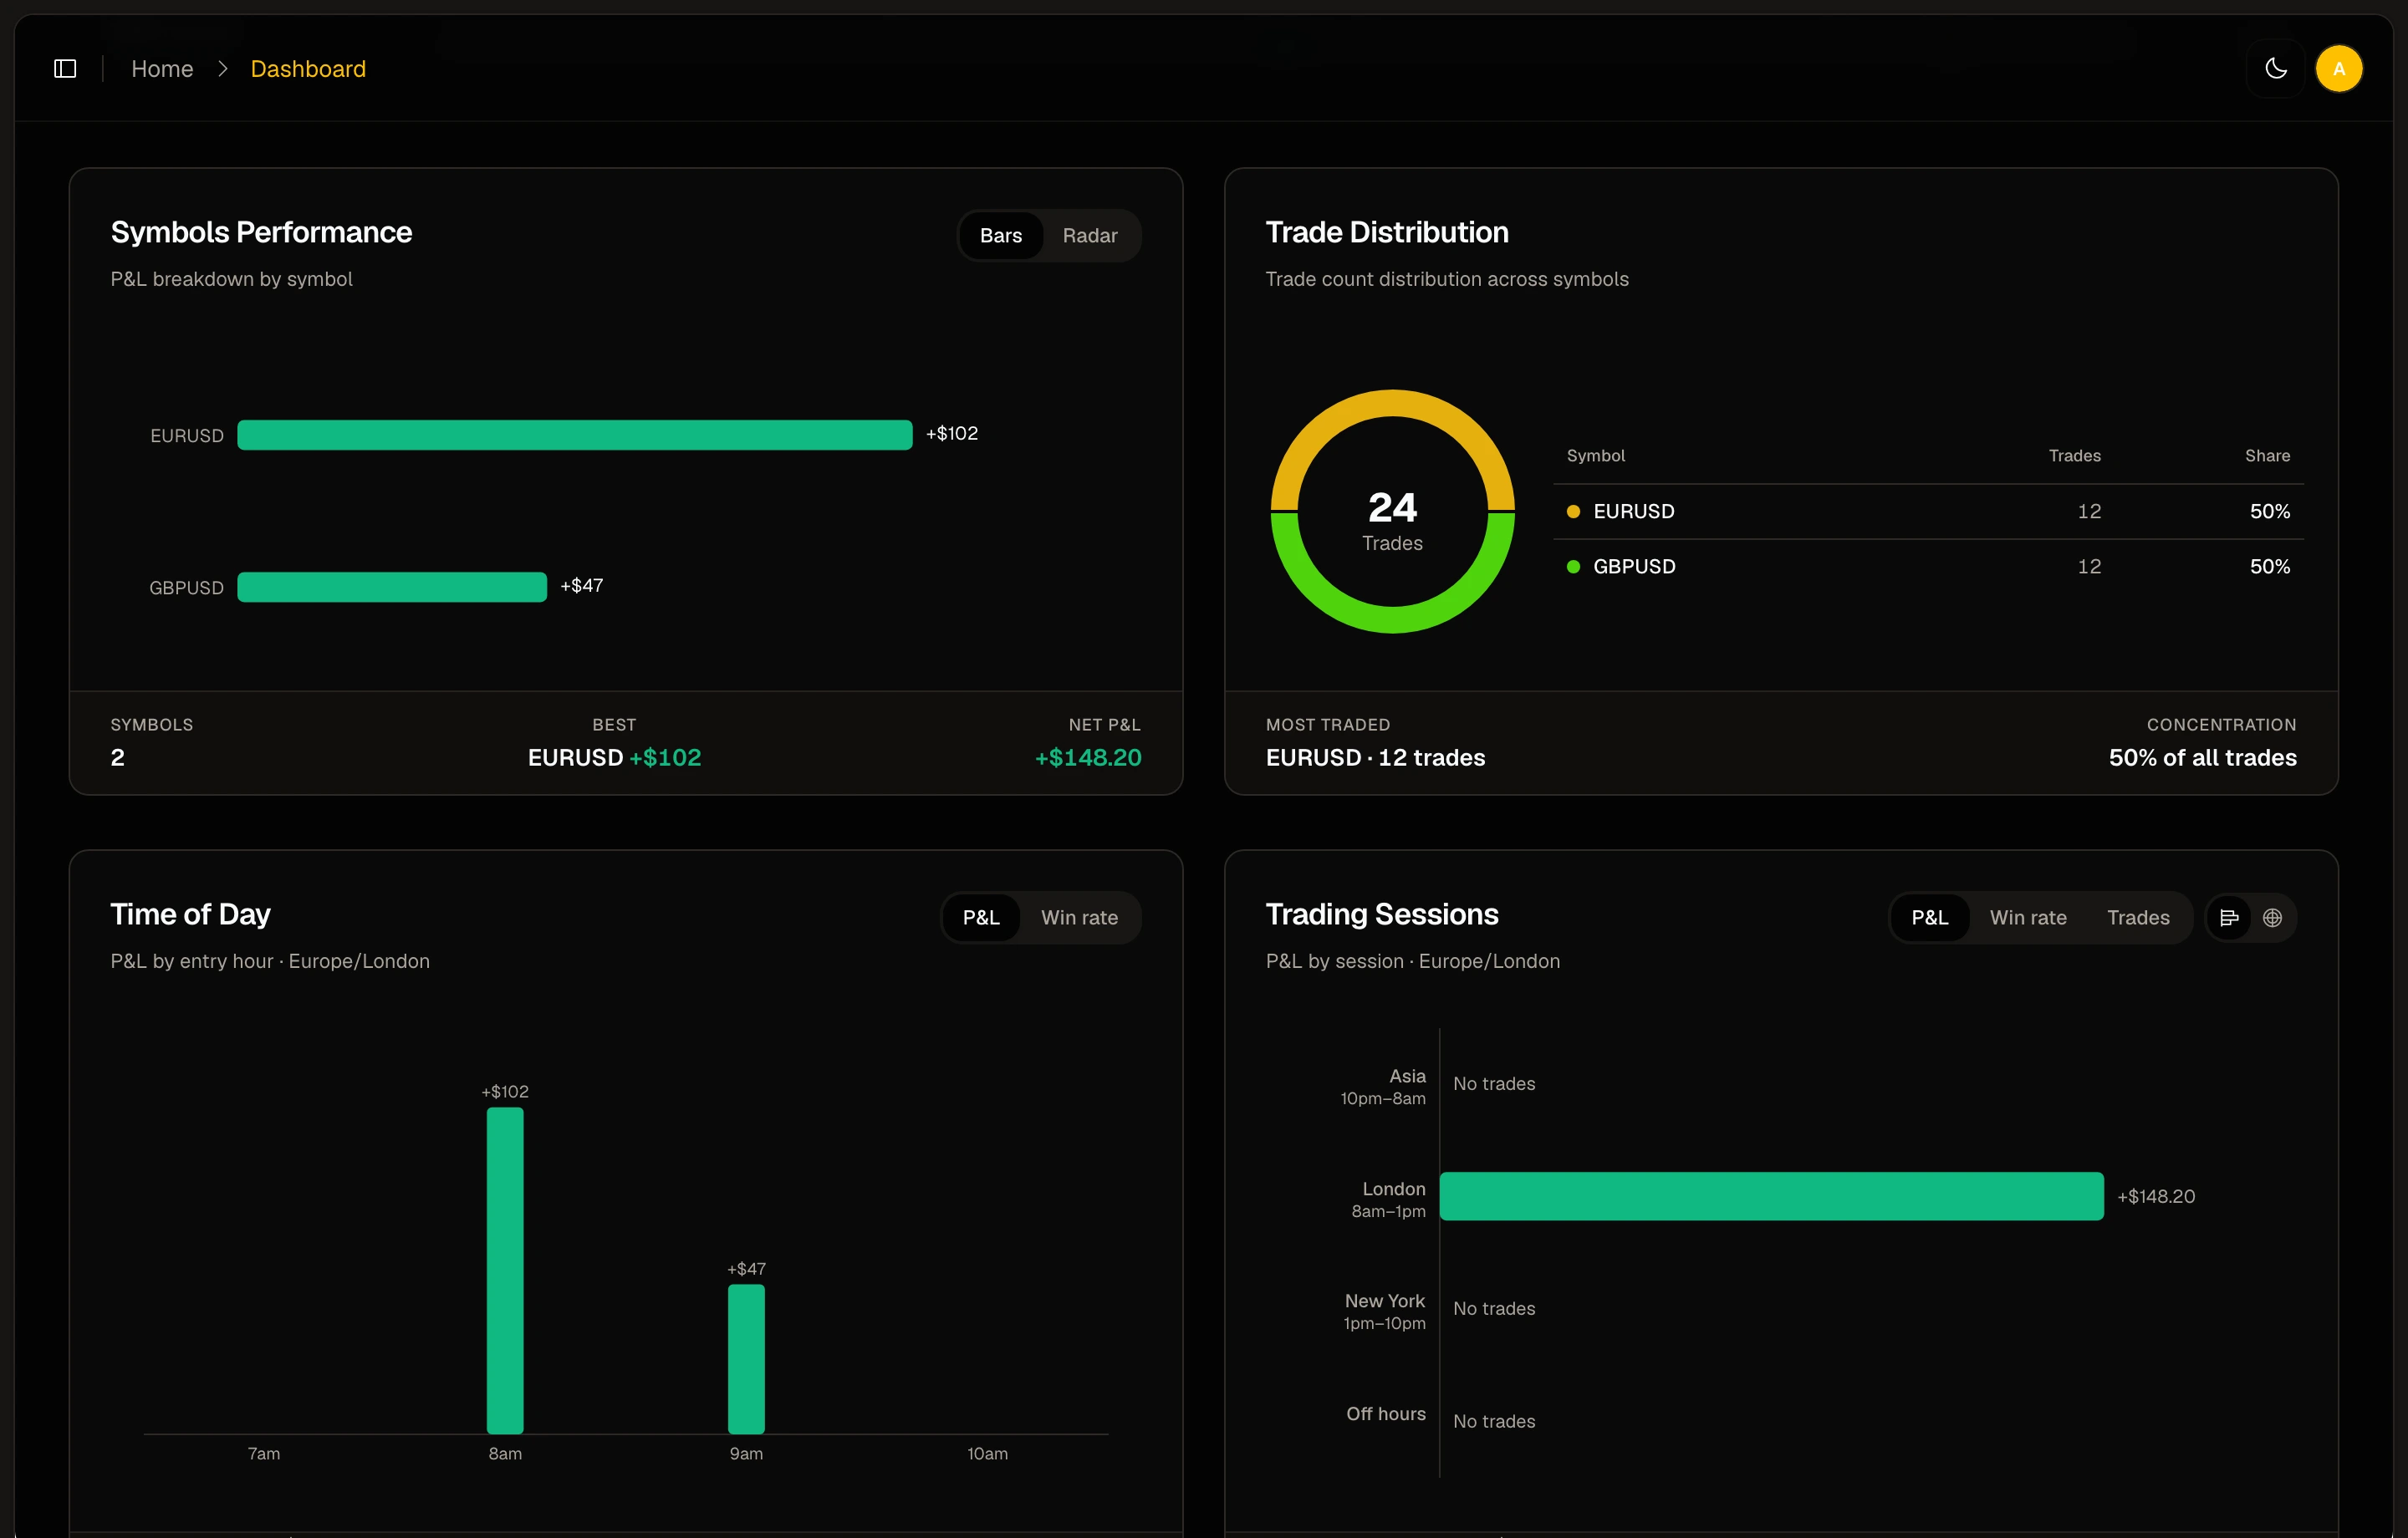 Home > Dashboard
A
Symbols Performance
Bars Radar
P&L breakdown by symbol
EURUSD +$102
GBPUSD +$47
SYMBOLS BEST NET P&L
2 EURUSD +$102 +$148.20
Trade Distribution
Trade count distribution across symbols
24
Trades
Symbol Trades Share
EURUSD 12 50%
GBPUSD 12 50%
MOST TRADED CONCENTRATION
EURUSD · 12 trades 50% of all trades
Time of Day
P&L Win rate
P&L by entry hour · Europe/London
+$102
+$47
7am 8am 9am 10am
Trading Sessions
P&L Win rate Trades
P&L by session · Europe/London
Asia
10pm–8am
No trades
London
8am–1pm
+$148.20
New York
1pm–10pm
No trades
Off hours
No trades